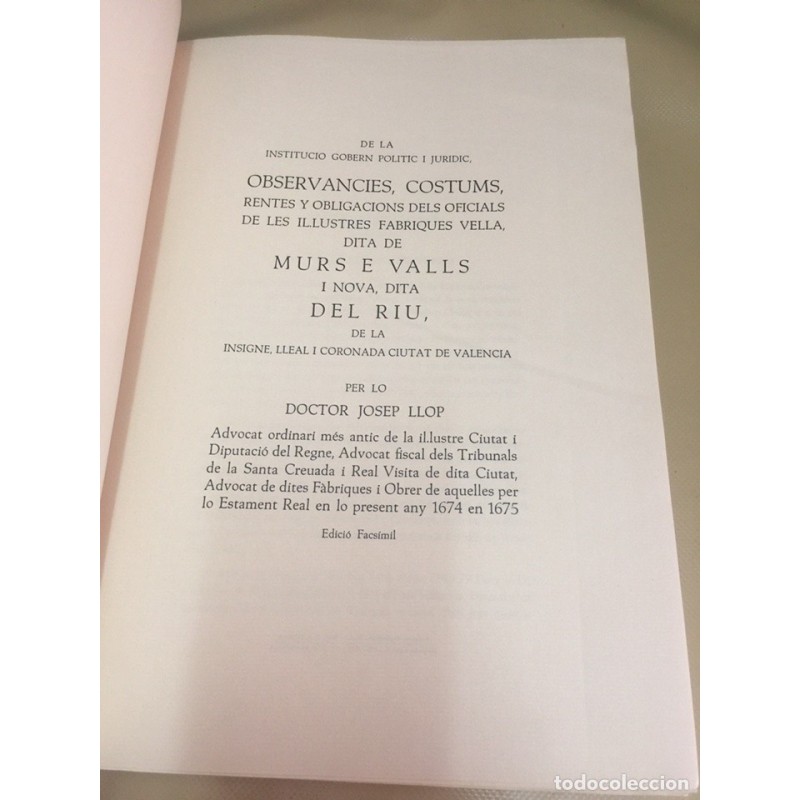 DE LA
INSTITUCIO GOBERN POLITIC I JURIDIC,
OBSERVANCIES, COSTUMS,
RENTES Y OBLIGACIONS DELS OFICIALS
DE LES IL.LUSTRES FABRIQUES VELLA,
DITA DE
MURS E VALLS
I NOVA, DITA
DEL RIU,
DE LA
INSIGNE, LLEAL I CORONADA CIUTAT DE VALENCIA
PER LO
DOCTOR JOSEP LLOP
Advocat ordinari més antic de la il.lustre Ciutat i
Diputació del Regne, Advocat fiscal dels Tribunals
de la Santa Creuada i Real Visita de dita Ciutat,
Advocat de dites Fàbriques i Obrer de aquelles per
lo Estament Real en lo present any 1674 en 1675
Edició Facsímil
todocoleccion